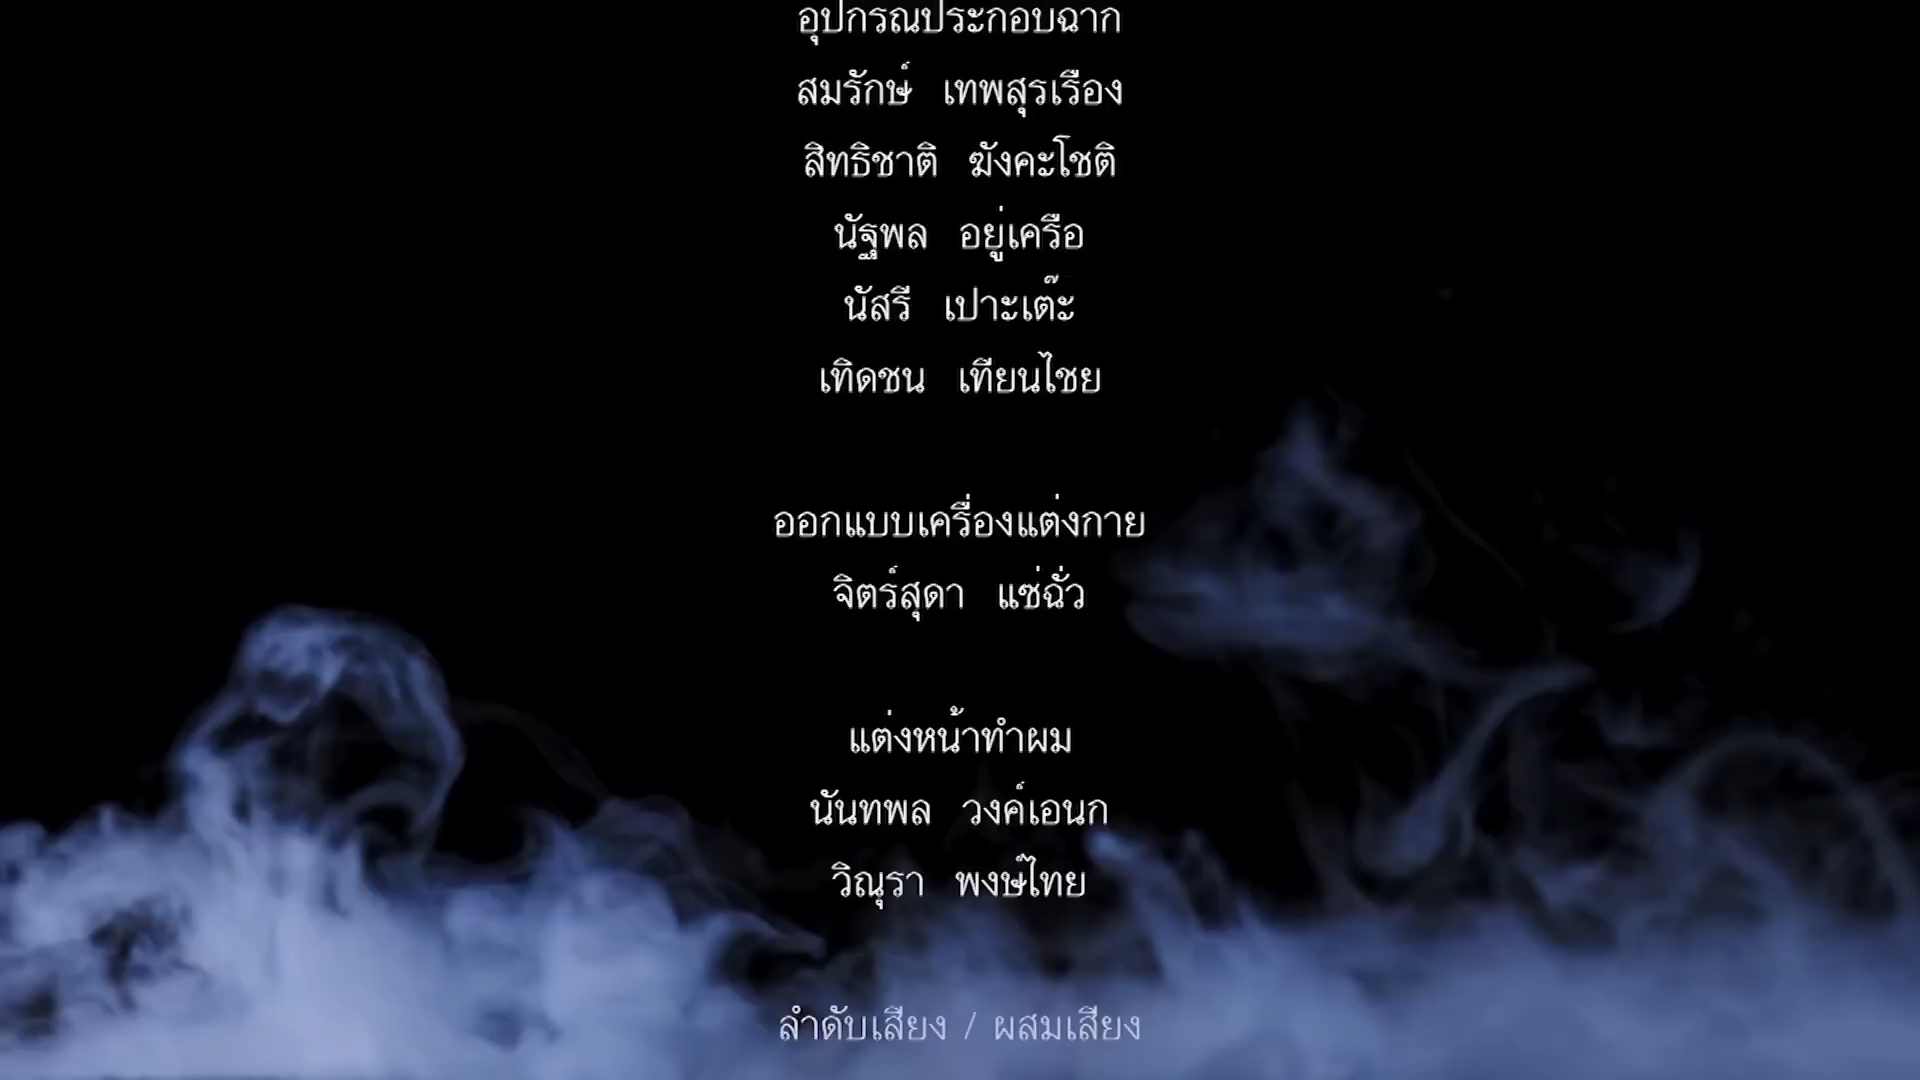 อุปกรณ์ประกอบฉาก
สมรักษ์ เทพสุรเรือง
สิทธิชาติ ฆังคะโชติ
นัฐพล อยู่เครือ
นัสรี เปาะเต๊ะ
เทิดชน เทียนไชย
ออกแบบเครื่องแต่งกาย
จิตร์สุดา แซ่ฉั่ว
แต่งหน้าทำผม
นันทพล วงค์เอนก
วิณุรา พงษ์ไทย
ลำดับเสียง / ผสมเสียง